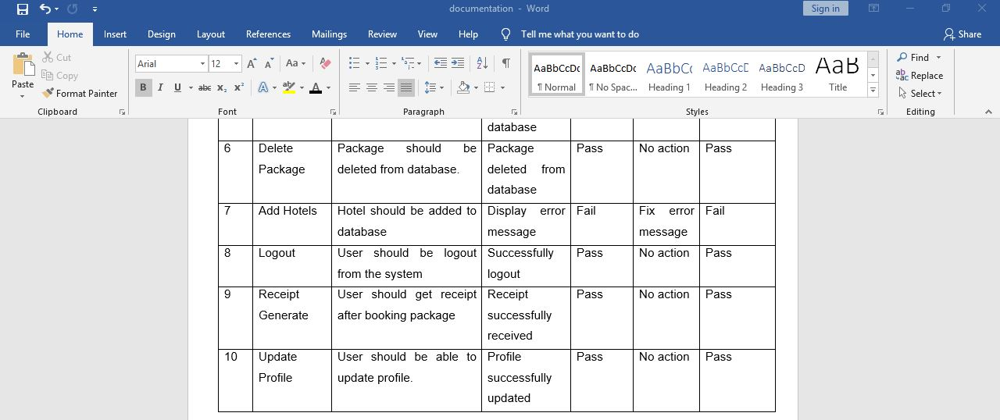 documentation - Word
Sign in
File Home Insert Design Layout References Mailings Review View Help Tell me what you want to do Share
Paste
Cut
Copy
Format Painter
Clipboard
Arial 12 Aa
B I U abc x₂ x² A ab A
Font
Paragraph
AaBbCcDc AaBbCcDc AaBbCc AaBbCcD AaBbCcD AaB
¶ Normal ¶ No Spac... Heading 1 Heading 2 Heading 3 Title
Styles
Find
Replace
Select
Editing
database
6 Delete Package should be Package Pass No action Pass
Package deleted from database. deleted from
database
7 Add Hotels Hotel should be added to Display error Fail Fix error Fail
database message message
8 Logout User should be logout Successfully Pass No action Pass
from the system logout
9 Receipt User should get receipt Receipt Pass No action Pass
Generate after booking package successfully
received
10 Update User should be able to Profile Pass No action Pass
Profile update profile. successfully
updated